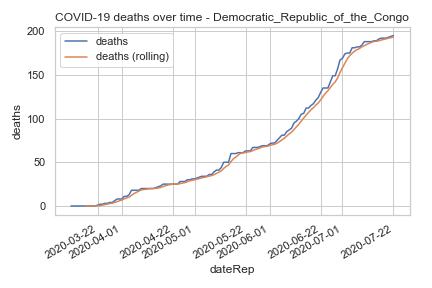 COVID-19 deaths over time - Democratic_Republic_of_the_Congo
deaths
deaths (rolling)
200
150
100
50
0
deaths
2020-03-22
2020-04-01
2020-04-22
2020-05-01
2020-05-22
2020-06-01
2020-06-22
2020-07-01
2020-07-22
dateRep